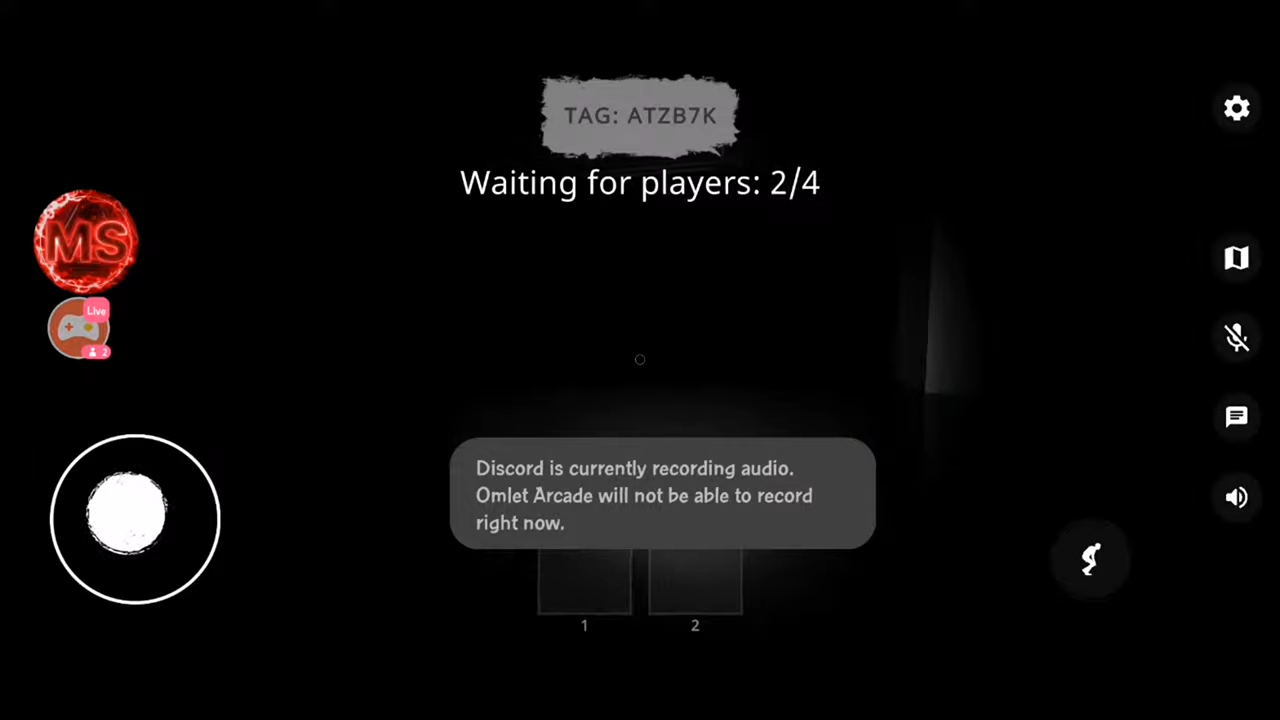 TAG: ATZB7K
Waiting for players: 2/4
MS
Live
2
Discord is currently recording audio.
Omlet Arcade will not be able to record
right now.
1
2